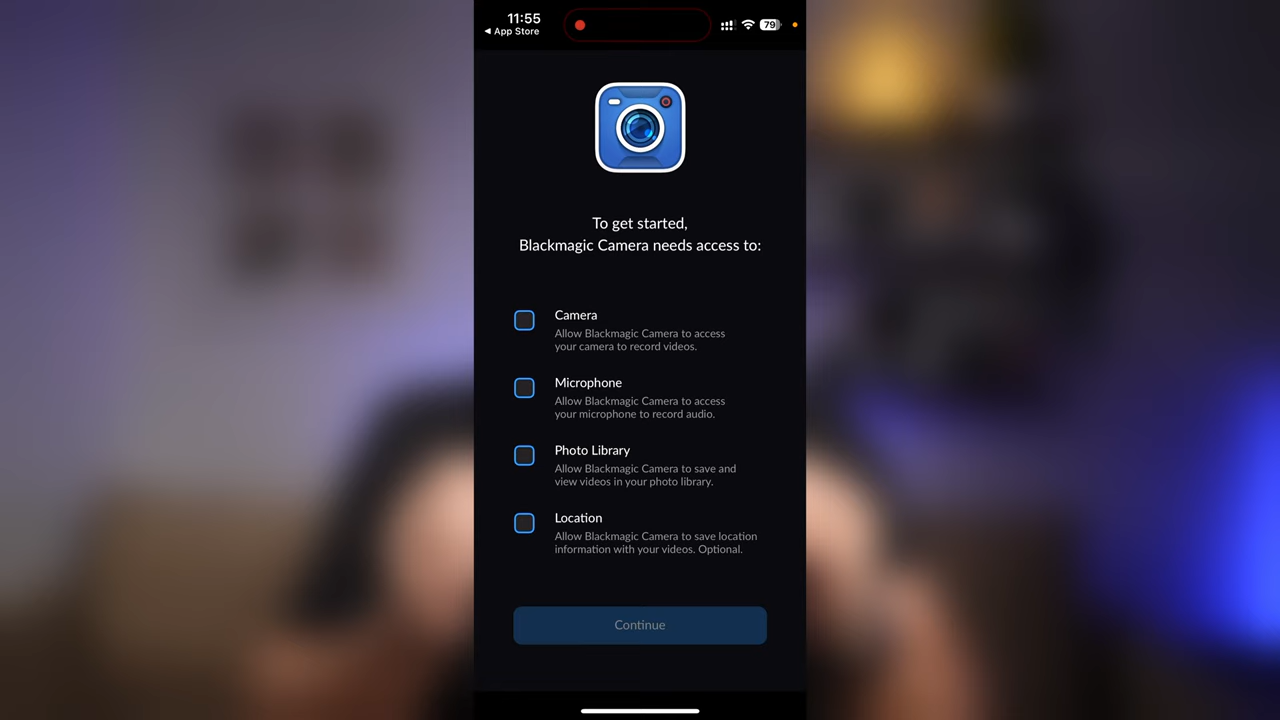 11:55
◀ App Store
79
To get started,
Blackmagic Camera needs access to:
Camera
Allow Blackmagic Camera to access
your camera to record videos.
Microphone
Allow Blackmagic Camera to access
your microphone to record audio.
Photo Library
Allow Blackmagic Camera to save and
view videos in your photo library.
Location
Allow Blackmagic Camera to save location
information with your videos. Optional.
Continue